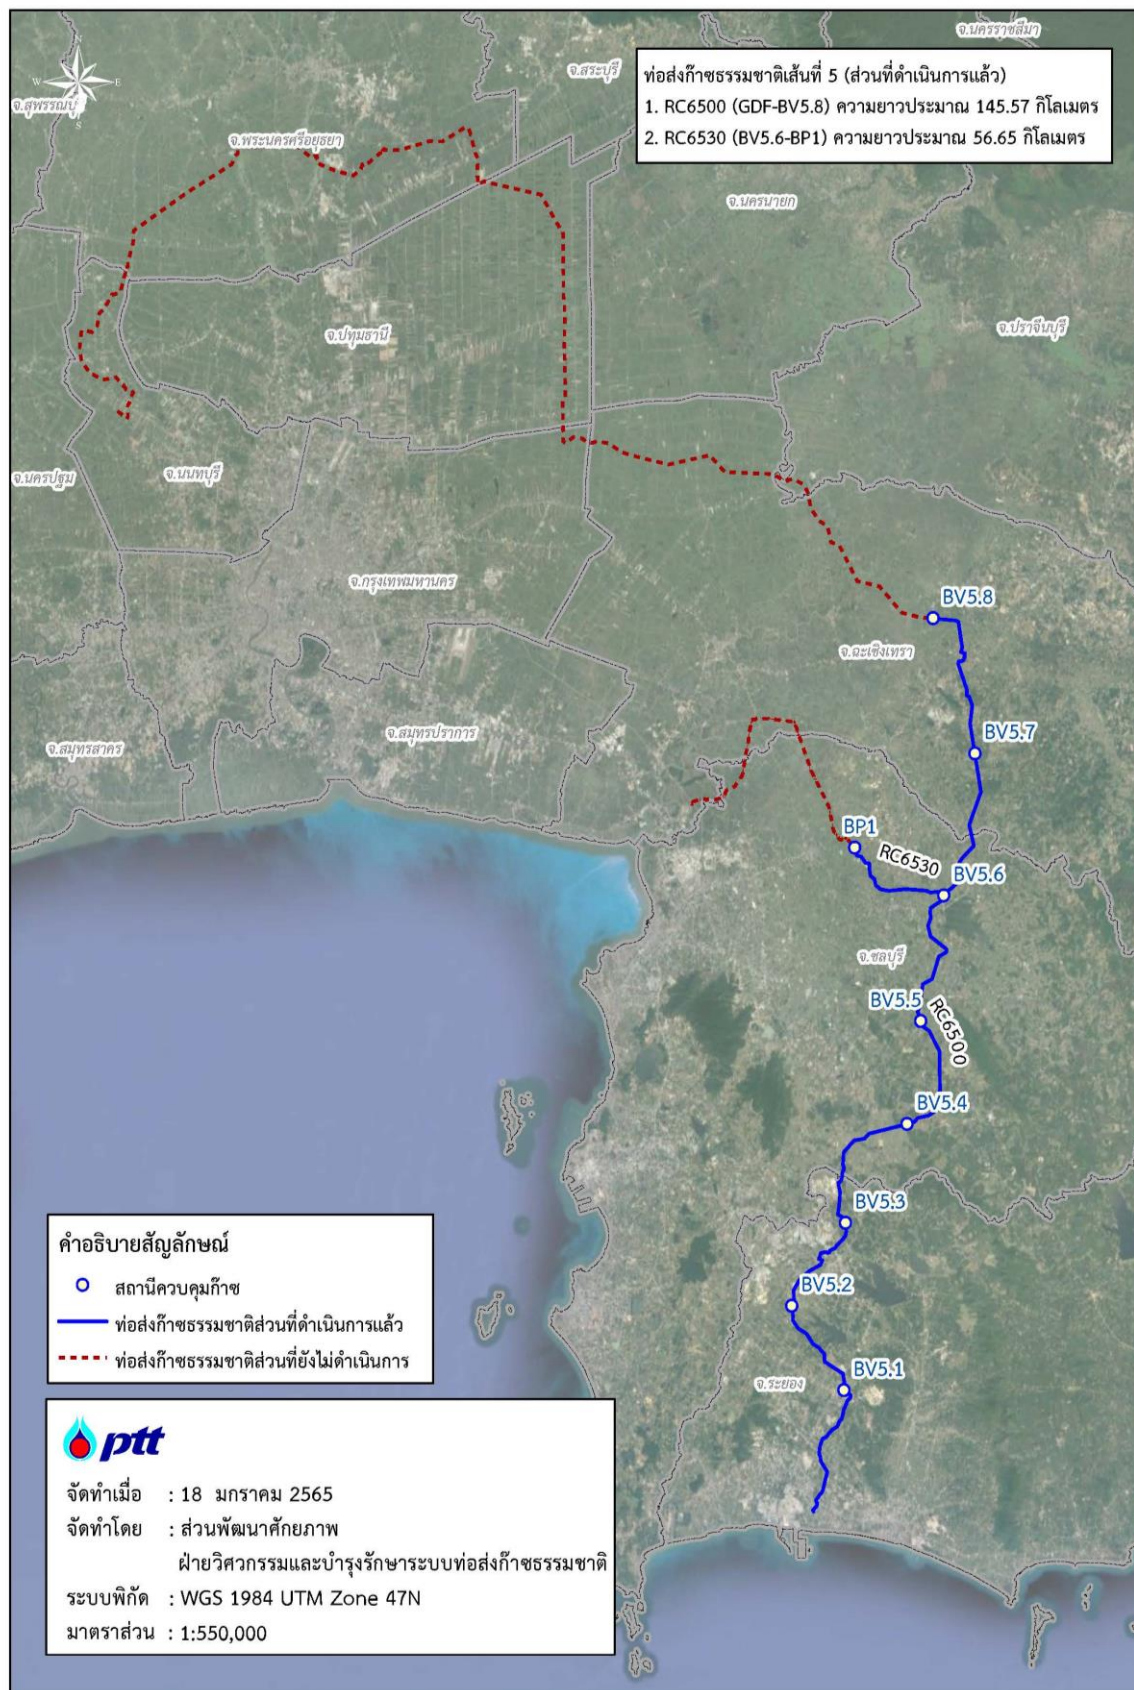 จ.นครราชสีมา
จ.สระบุรี
ท่อส่งก๊าซธรรมชาติเส้นที่ 5 (ส่วนที่ดำเนินการแล้ว)
1. RC6500 (GDF-BV5.8) ความยาวประมาณ 145.57 กิโลเมตร
2. RC6530 (BV5.6-BP1) ความยาวประมาณ 56.65 กิโลเมตร
N
W E
S
จ.สุพรรณบุรี
จ.พระนครศรีอยุธยา
จ.นครนายก
จ.ปทุมธานี
จ.ปราจีนบุรี
จ.นครปฐม
จ.นนทบุรี
จ.กรุงเทพมหานคร
BV5.8
จ.ฉะเชิงเทรา
จ.สมุทรสาคร
จ.สมุทรปราการ
BV5.7
BP1
RC6530
BV5.6
จ.ชลบุรี
BV5.5
RC6500
BV5.4
BV5.3
BV5.2
BV5.1
จ.ระยอง
คำอธิบายสัญลักษณ์
สถานีควบคุมก๊าซ
ท่อส่งก๊าซธรรมชาติส่วนที่ดำเนินการแล้ว
ท่อส่งก๊าซธรรมชาติส่วนที่ยังไม่ดำเนินการ
ptt
จัดทำเมื่อ : 18 มกราคม 2565
จัดทำโดย : ส่วนพัฒนาศักยภาพ
ฝ่ายวิศวกรรมและบำรุงรักษาระบบท่อส่งก๊าซธรรมชาติ
ระบบพิกัด : WGS 1984 UTM Zone 47N
มาตราส่วน : 1:550,000